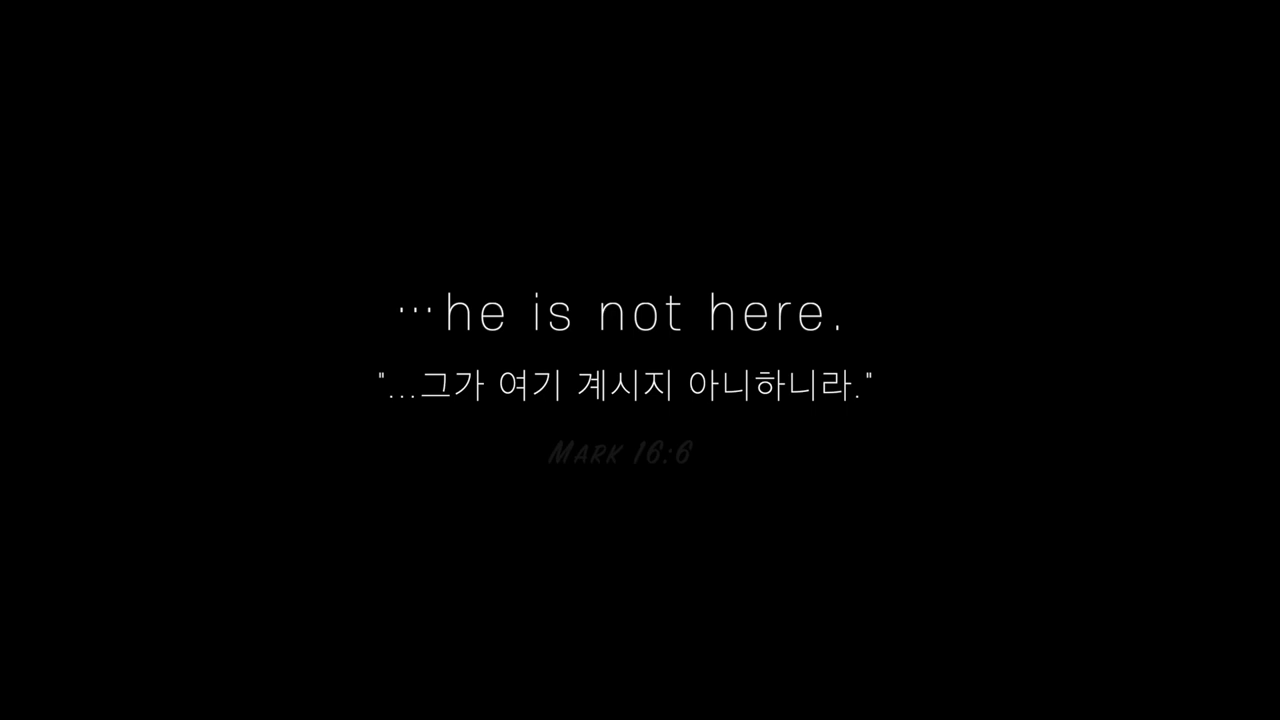 …he is not here.
"...그가 여기 계시지 아니하니라."
Mark 16:6